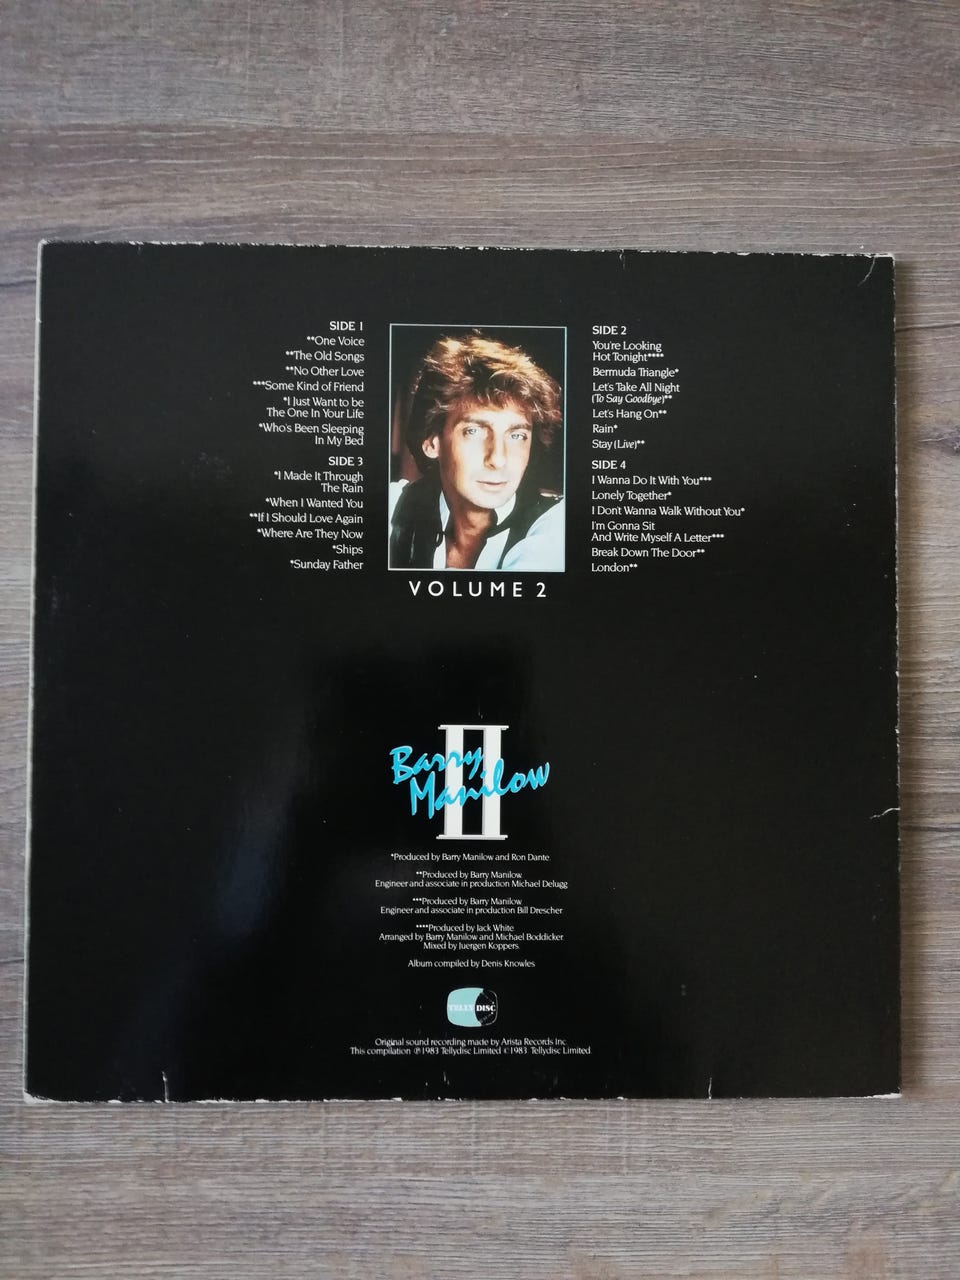 SIDE 1
**One Voice
**The Old Songs
**No Other Love
***Some Kind of Friend
*I Just Want to be
The One In Your Life
*Who's Been Sleeping
In My Bed
SIDE 3
*I Made It Through
The Rain
*When I Wanted You
**If I Should Love Again
*Where Are They Now
*Ships
*Sunday Father
SIDE 2
You're Looking
Hot Tonight****
Bermuda Triangle*
Let's Take All Night
(To Say Goodbye)**
Let's Hang On**
Rain*
Stay (Live)**
SIDE 4
I Wanna Do It With You***
Lonely Together*
I Don't Wanna Walk Without You*
I'm Gonna Sit
And Write Myself A Letter***
Break Down The Door**
London**
VOLUME 2
II
Barry
Manilow
*Produced by Barry Manilow and Ron Dante
**Produced by Barry Manilow
Engineer and associate in production Michael Delugg
***Produced by Barry Manilow
Engineer and associate in production Bill Drescher
****Produced by Jack White
Arranged by Barry Manilow and Michael Boddicker
Mixed by Juergen Koppers
Album compiled by Denis Knowles
TELLY DISC
Original sound recording made by Arista Records Inc.
This compilation ℗ 1983 Tellydisc Limited © 1983 Tellydisc Limited